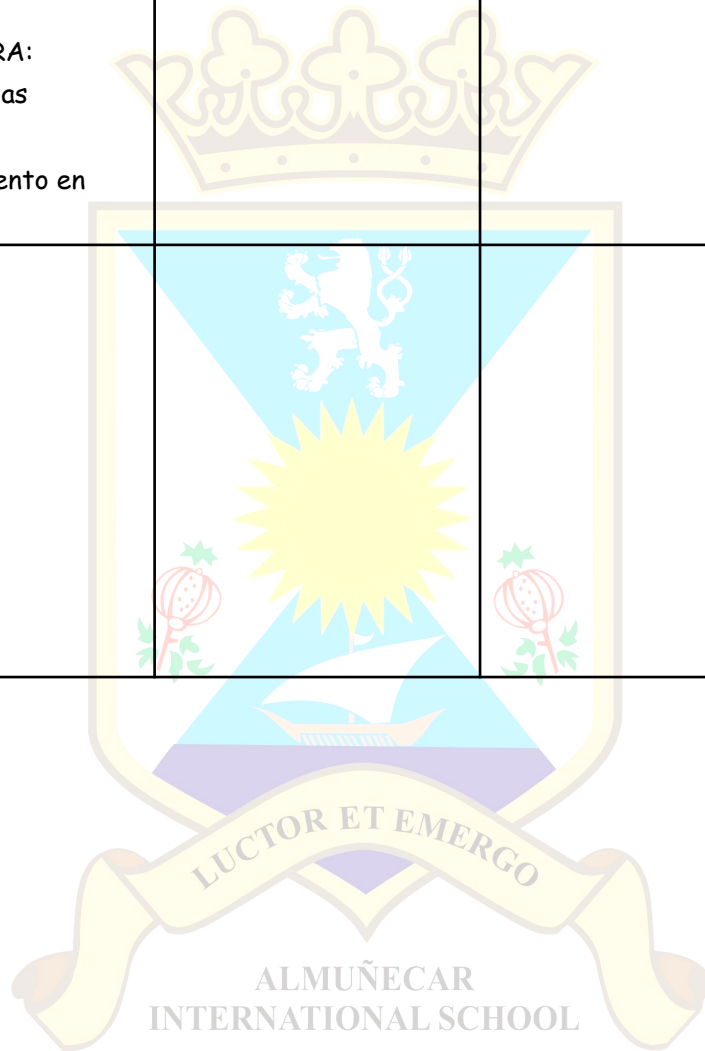 RA:
as
ento en
LUCTOR ET EMERGO
ALMUÑECAR
INTERNATIONAL SCHOOL